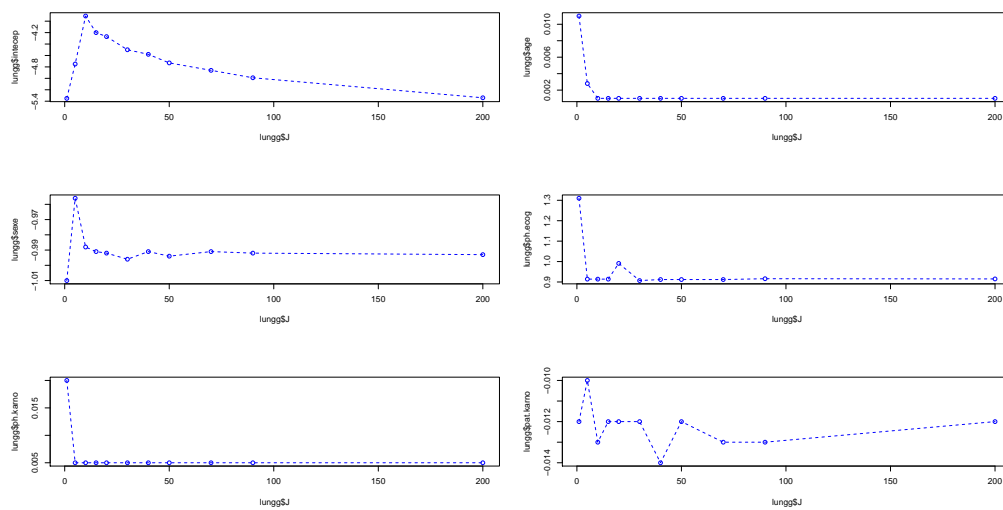 lungg$intecep
−4.2
−4.8
−5.4
0 50 100 150 200
lungg$J
lungg$age
0.010
0.006
0.002
0 50 100 150 200
lungg$J
lungg$sexe
−0.97
−0.99
−1.01
0 50 100 150 200
lungg$J
lungg$ph.ecog
1.3
1.2
1.1
1.0
0.9
0 50 100 150 200
lungg$J
lungg$ph.karno
0.015
0.005
0 50 100 150 200
lungg$J
lungg$pat.karno
−0.010
−0.012
−0.014
0 50 100 150 200
lungg$J